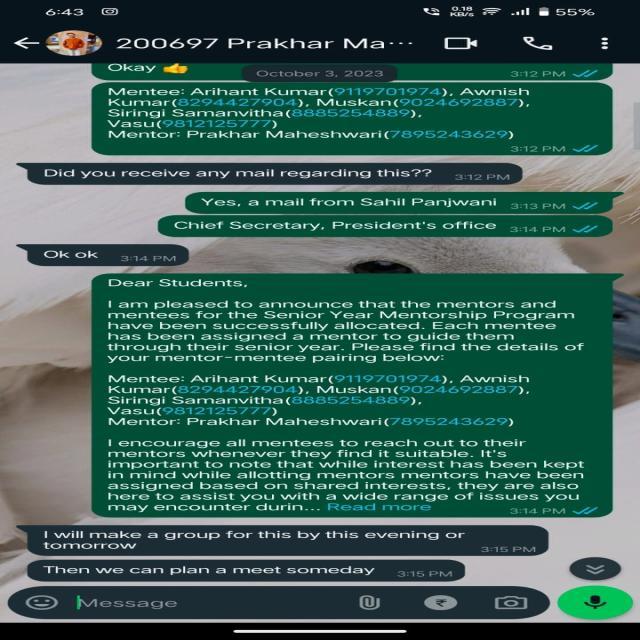 6:43
0.18
KB/s
55%
200697 Prakhar Ma...
Okay 👍
3:12 PM
October 3, 2023
Mentee: Arihant Kumar(9119701974), Awnish
Kumar(8294427904), Muskan(9024692887),
Siringi Samanvitha(8885254889),
Vasu(9812125777)
Mentor: Prakhar Maheshwari(7895243629)
3:12 PM
Did you receive any mail regarding this??
3:12 PM
Yes, a mail from Sahil Panjwani
3:13 PM
Chief Secretary, President's office
3:14 PM
Ok ok
3:14 PM
Dear Students,
I am pleased to announce that the mentors and
mentees for the Senior Year Mentorship Program
have been successfully allocated. Each mentee
has been assigned a mentor to guide them
through their senior year. Please find the details of
your mentor-mentee pairing below:
Mentee: Arihant Kumar(9119701974), Awnish
Kumar(8294427904), Muskan(9024692887),
Siringi Samanvitha(8885254889),
Vasu(9812125777)
Mentor: Prakhar Maheshwari(7895243629)
I encourage all mentees to reach out to their
mentors whenever they find it suitable. It's
important to note that while interest has been kept
in mind while allotting mentors mentors have been
assigned based on shared interests, they are also
here to assist you with a wide range of issues you
may encounter durin... Read more
3:14 PM
I will make a group for this by this evening or
tomorrow
3:15 PM
Then we can plan a meet someday
3:15 PM
Message
₹